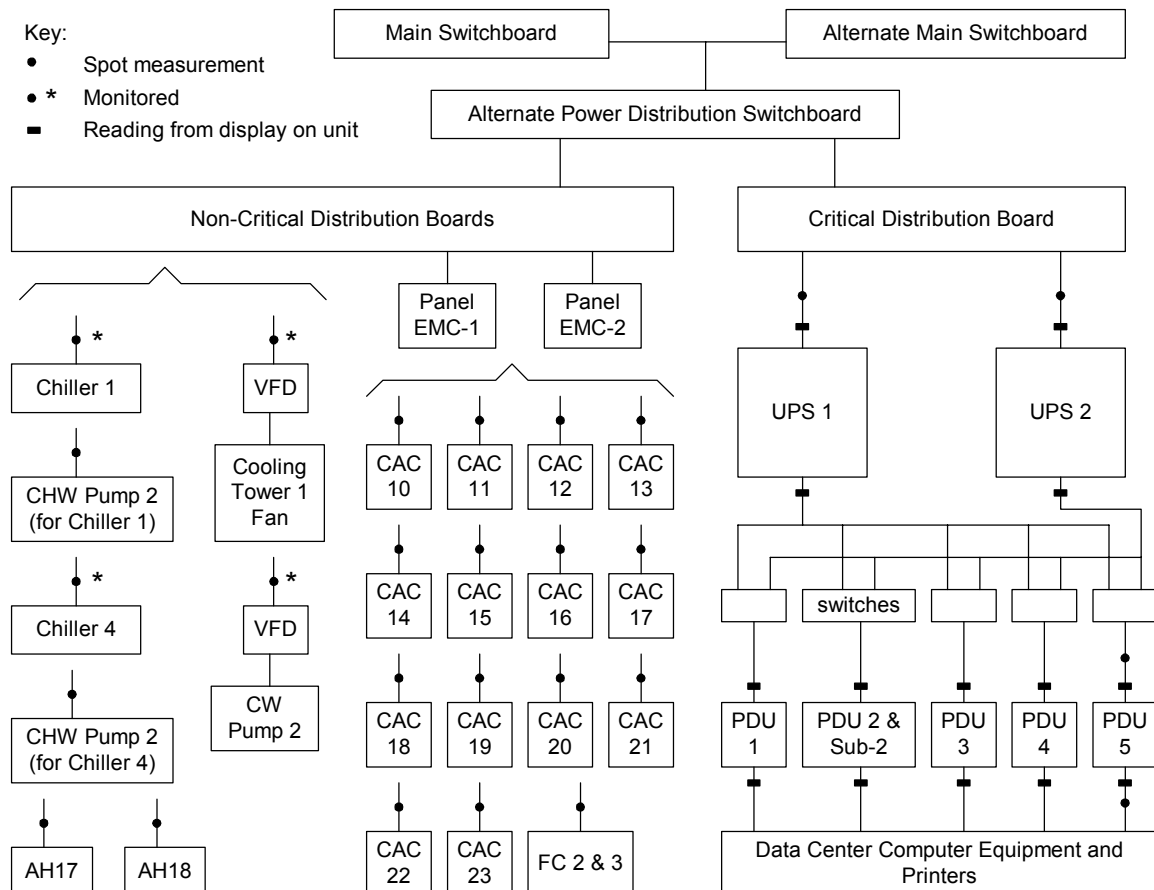 Key:
Spot measurement
* Monitored
Reading from display on unit
Main Switchboard
Alternate Main Switchboard
Alternate Power Distribution Switchboard
Non-Critical Distribution Boards
Critical Distribution Board
*
Chiller 1
CHW Pump 2
(for Chiller 1)
*
Chiller 4
CHW Pump 2
(for Chiller 4)
AH17
AH18
*
VFD
Cooling
Tower 1
Fan
*
VFD
CW
Pump 2
Panel
EMC-1
Panel
EMC-2
CAC
10
CAC
11
CAC
12
CAC
13
CAC
14
CAC
15
CAC
16
CAC
17
CAC
18
CAC
19
CAC
20
CAC
21
CAC
22
CAC
23
FC 2 & 3
UPS 1
UPS 2
switches
PDU
1
PDU 2 &
Sub-2
PDU
3
PDU
4
PDU
5
Data Center Computer Equipment and
Printers